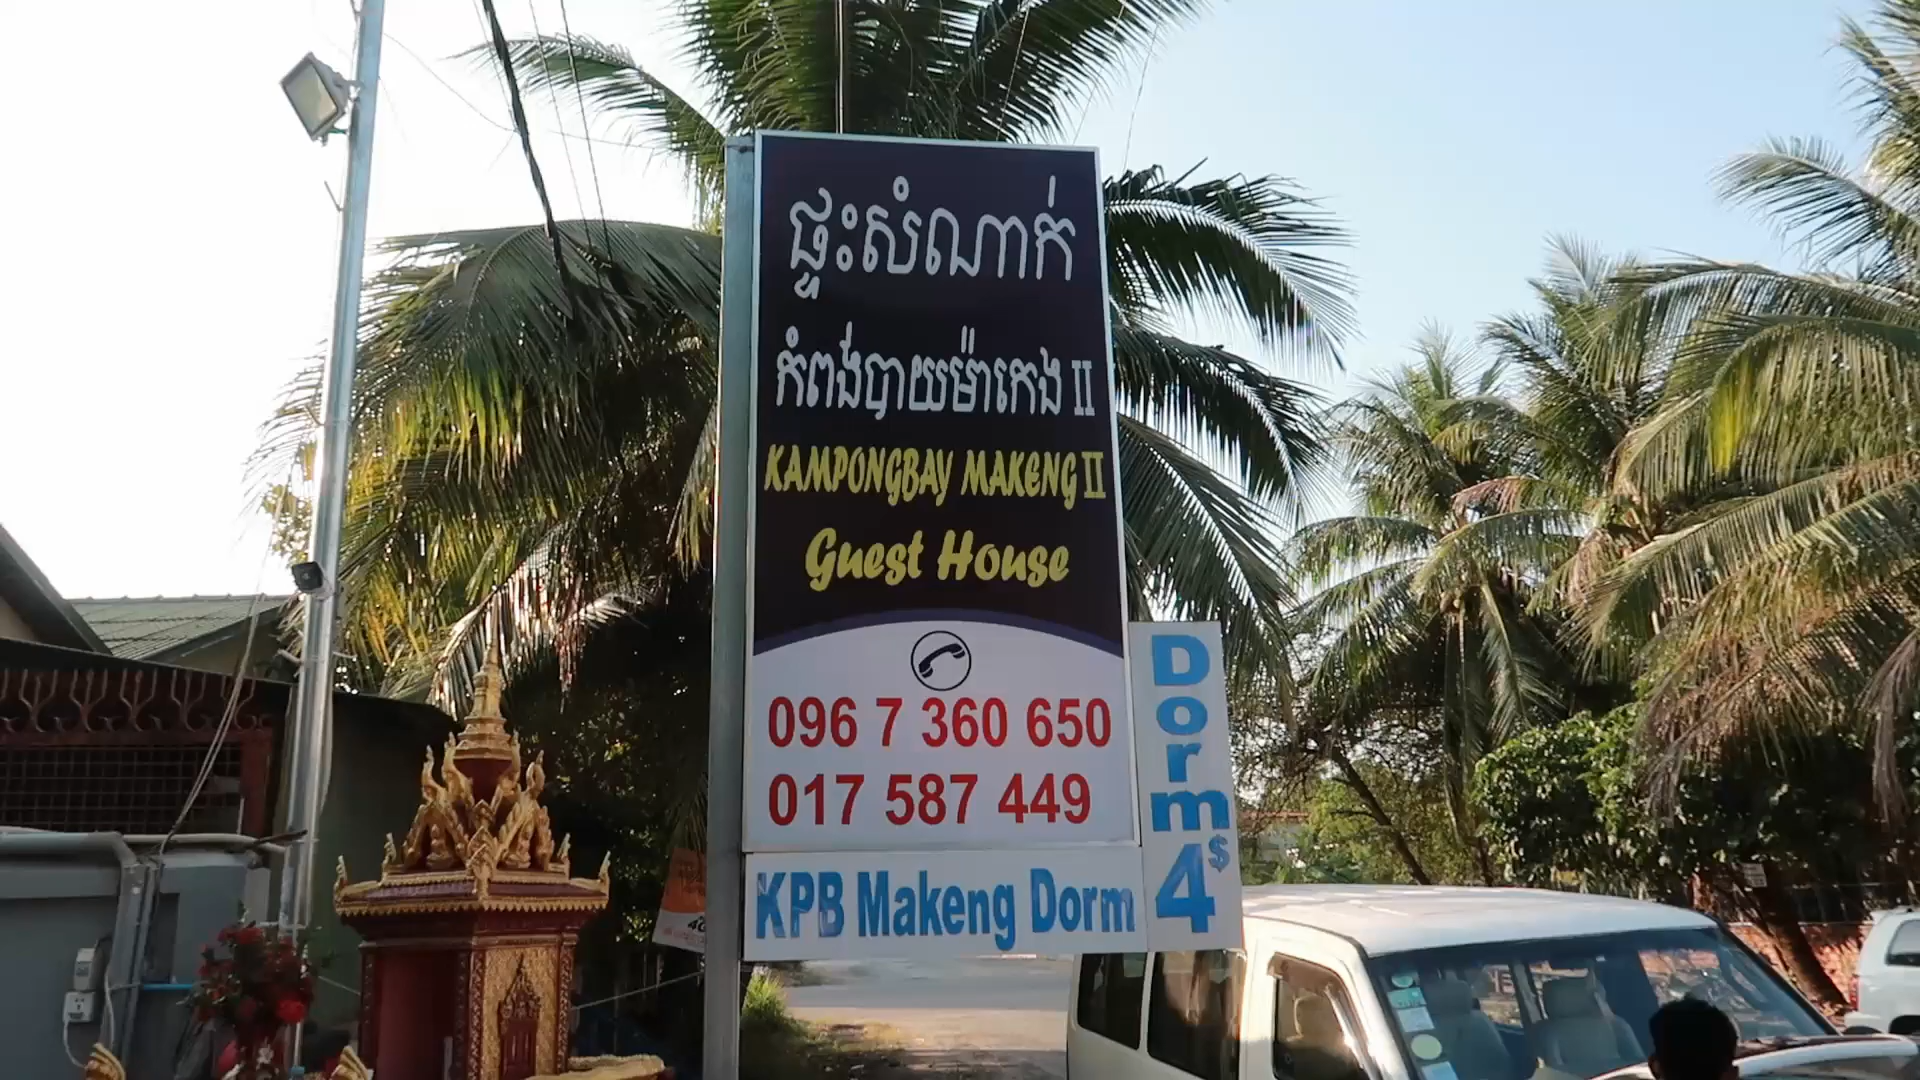 ផ្ទះសំណាក់
កំពង់បាយម៉ាកេង II
KAMPONGBAY MAKENG II
Guest House
096 7 360 650
017 587 449
KPB Makeng Dorm
Dorm
4$